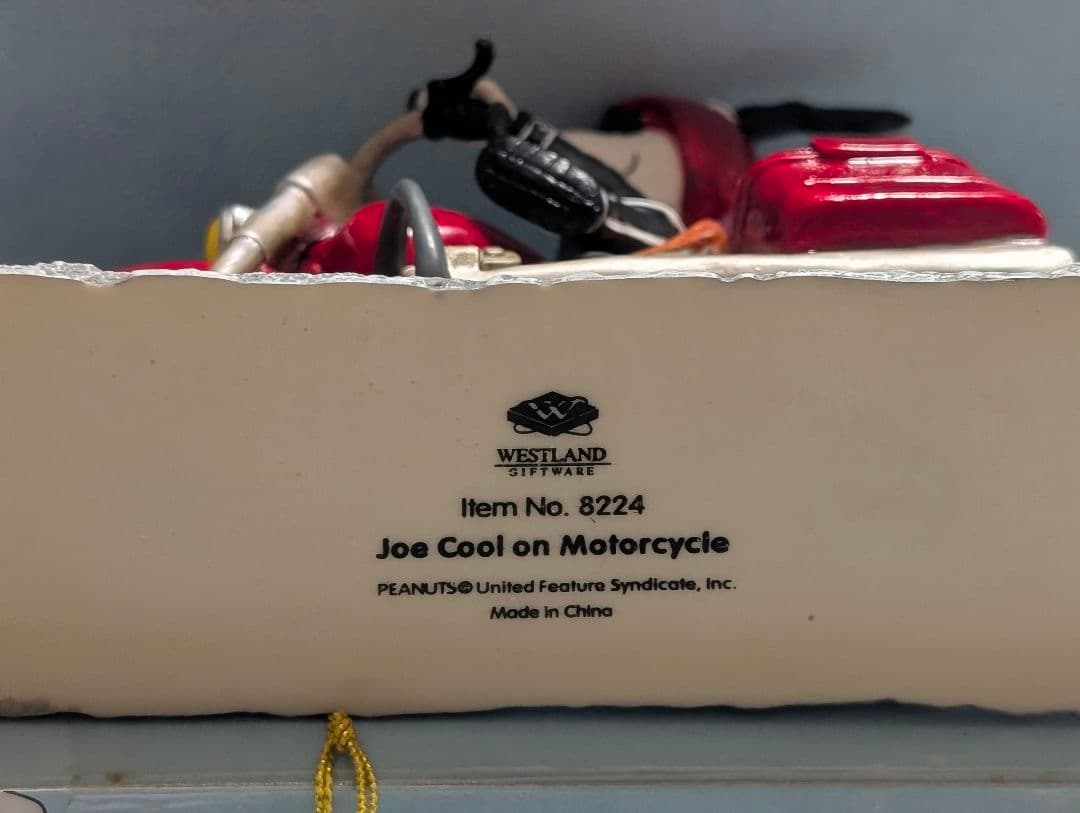 W
WESTLAND
GIFTWARE
Item No. 8224
Joe Cool on Motorcycle
PEANUTS© United Feature Syndicate, Inc.
Made in China